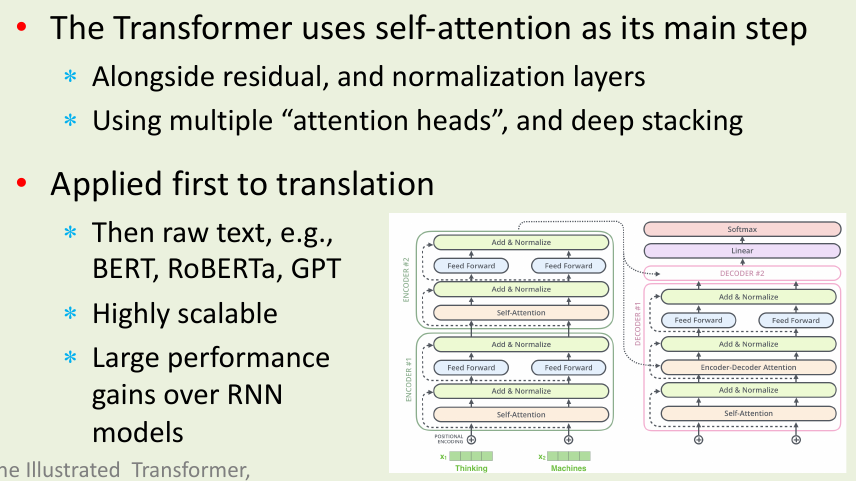 • The Transformer uses self-attention as its main step
* Alongside residual, and normalization layers
* Using multiple “attention heads”, and deep stacking
• Applied first to translation
* Then raw text, e.g.,
BERT, RoBERTa, GPT
* Highly scalable
* Large performance
gains over RNN
models
he Illustrated Transformer,
ENCODER #2
Add & Normalize
Feed Forward Feed Forward
Add & Normalize
Self-Attention
ENCODER #1
Add & Normalize
Feed Forward Feed Forward
Add & Normalize
Self-Attention
POSITIONAL
ENCODING
x₁ x₂
Thinking Machines
Softmax
Linear
DECODER #2
DECODER #1
Add & Normalize
Feed Forward Feed Forward
Add & Normalize
Encoder-Decoder Attention
Add & Normalize
Self-Attention